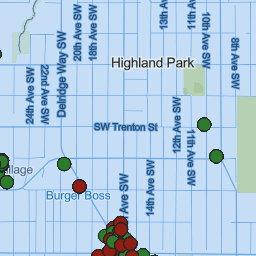 13th Ave SW
11th Ave SW
10th Ave SW
8th Ave SW
20th Ave SW
18th Ave SW
Highland Park
Delridge Way SW
22nd Ave SW
24th Ave SW
SW Trenton St
12th Ave SW
11th Ave SW
Ave SW
14th Ave SW
Burger Boss